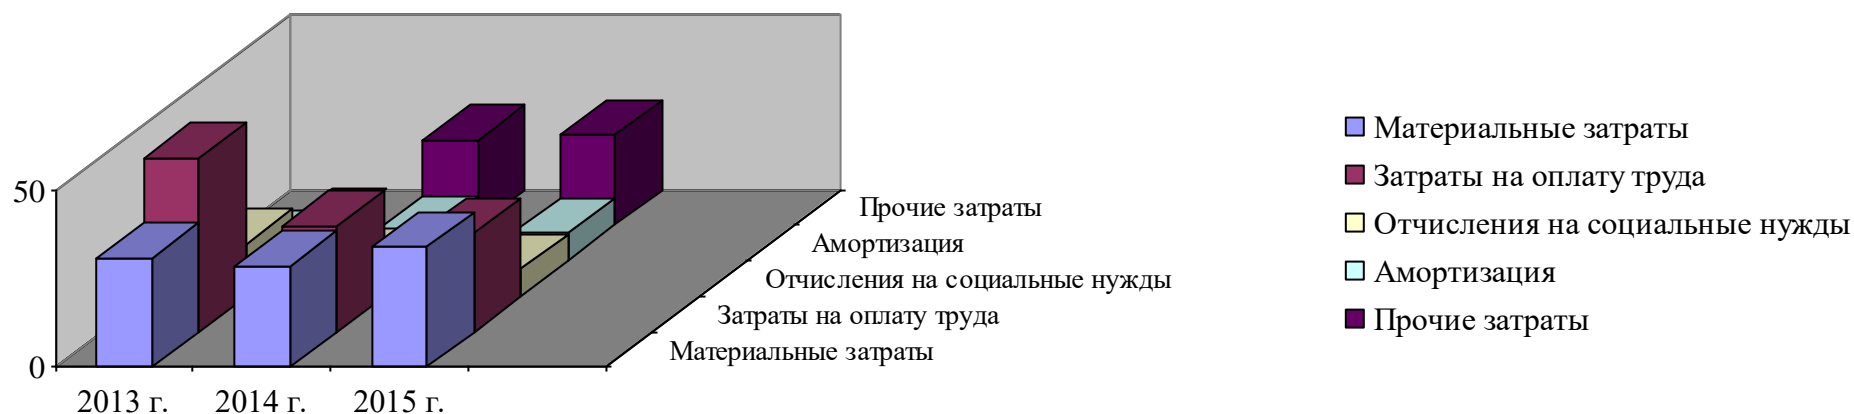 50
0
2013 г.
2014 г.
2015 г.
Прочие затраты
Амортизация
Отчисления на социальные нужды
Затраты на оплату труда
Материальные затраты
Материальные затраты
Затраты на оплату труда
Отчисления на социальные нужды
Амортизация
Прочие затраты